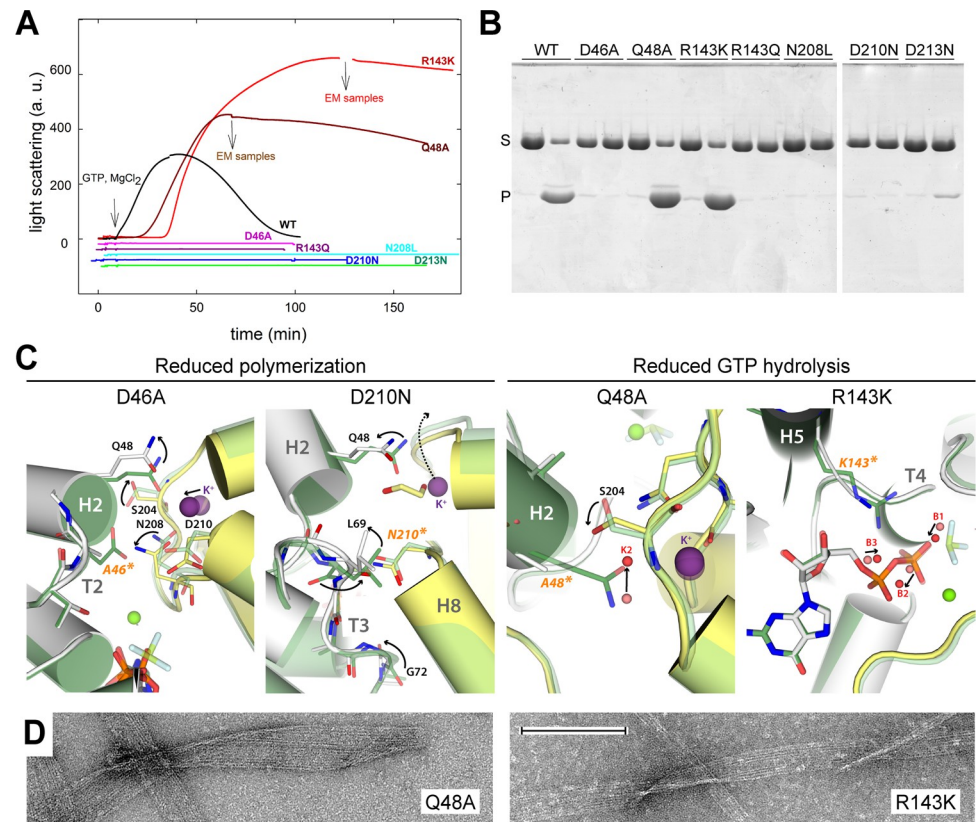 A
light scattering (a. u.)
600
400
200
0
R143K
EM samples
Q48A
EM samples
GTP, MgCl2
WT
D46A
R143Q
N208L
D210N
D213N
0
50
100
150
time (min)
B
WT D46A Q48A R143K R143Q N208L D210N D213N
S
P
C
Reduced polymerization
Reduced GTP hydrolysis
D46A
D210N
Q48A
R143K
Q48
H2
K+
S204
N208
D210
A46*
T2
H2
Q48
K+
L69
N210*
T3
H8
G72
S204
H2
K+
K2
A48*
H5
K143*
T4
B1
B3
B2
D
Q48A
R143K